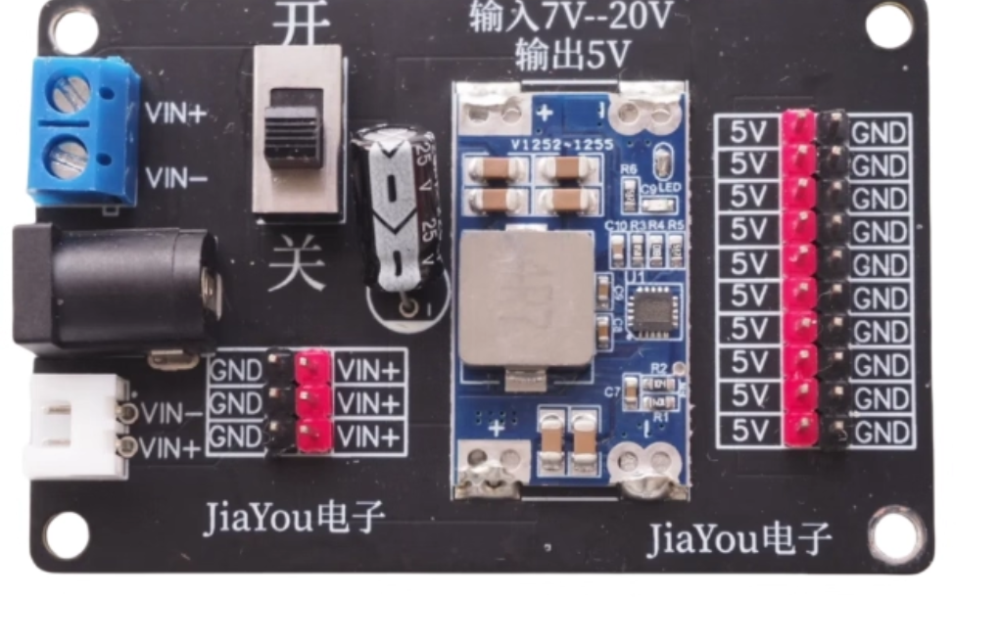 开
输入7V--20V
输出5V
VIN+
VIN-
25 V
25 V
关
+
-
V1252~1255
R6
C9
LED
C10 R3 R4 R5
U1
C9
C8
4R7
R2
C7
R1
+
-
-
GND VIN+
GND VIN+
GND VIN+
VIN-
VIN+
5V GND
5V GND
5V GND
5V GND
5V GND
5V GND
5V GND
5V GND
5V GND
5V GND
JiaYou电子
JiaYou电子